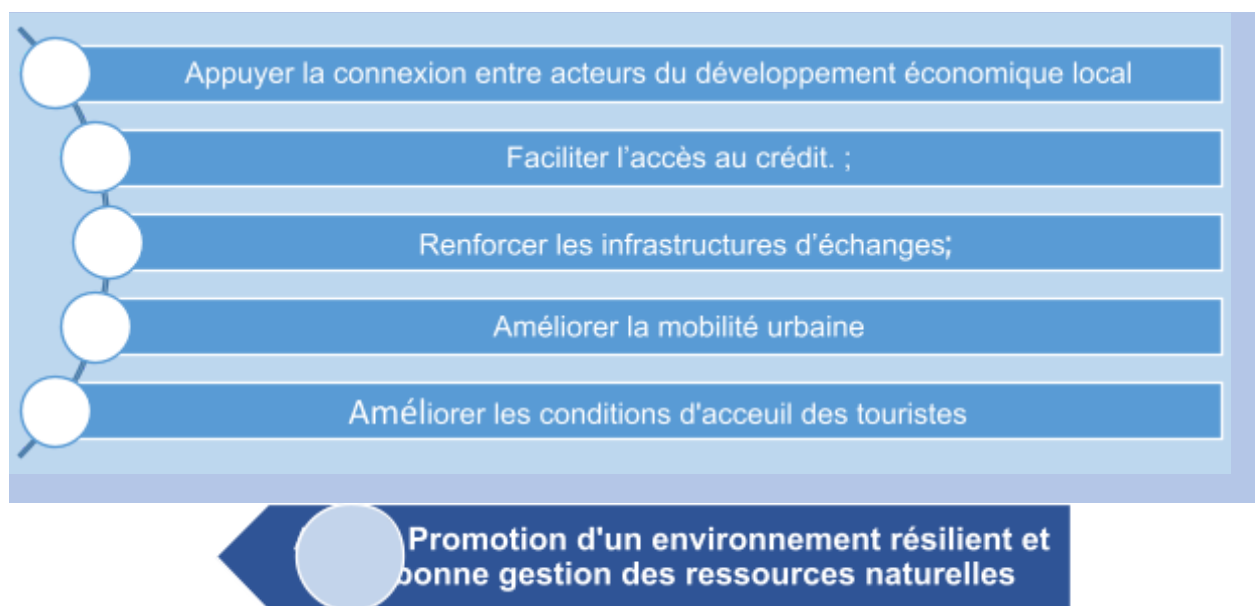 Appuyer la connexion entre acteurs du développement économique local
Faciliter l’accès au crédit. ;
Renforcer les infrastructures d’échanges;
Améliorer la mobilité urbaine
Améliorer les conditions d'acceuil des touristes
Promotion d'un environnement résilient et
bonne gestion des ressources naturelles